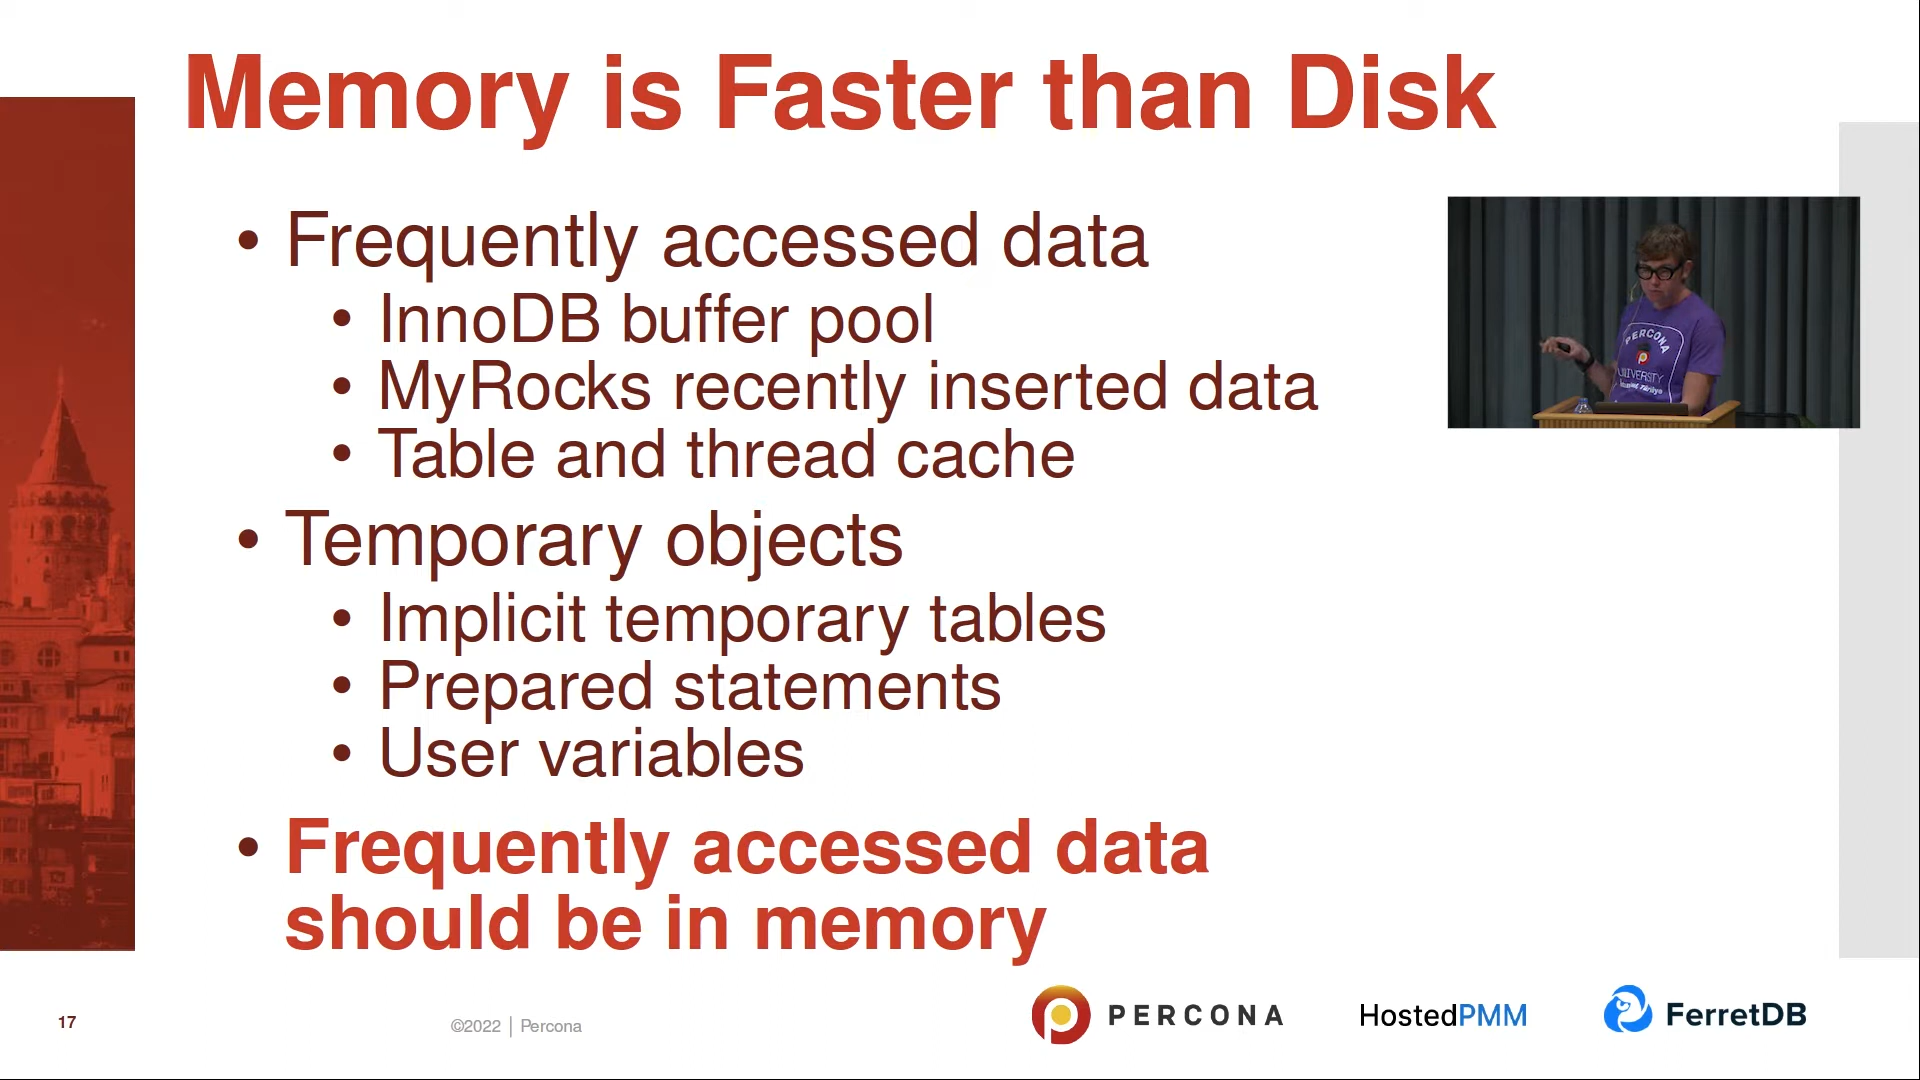 Memory is Faster than Disk
• Frequently accessed data
• InnoDB buffer pool
• MyRocks recently inserted data
• Table and thread cache
• Temporary objects
• Implicit temporary tables
• Prepared statements
• User variables
• Frequently accessed data
should be in memory
PERCONA
17
©2022 | Percona
PERCONA
HostedPMM
FerretDB